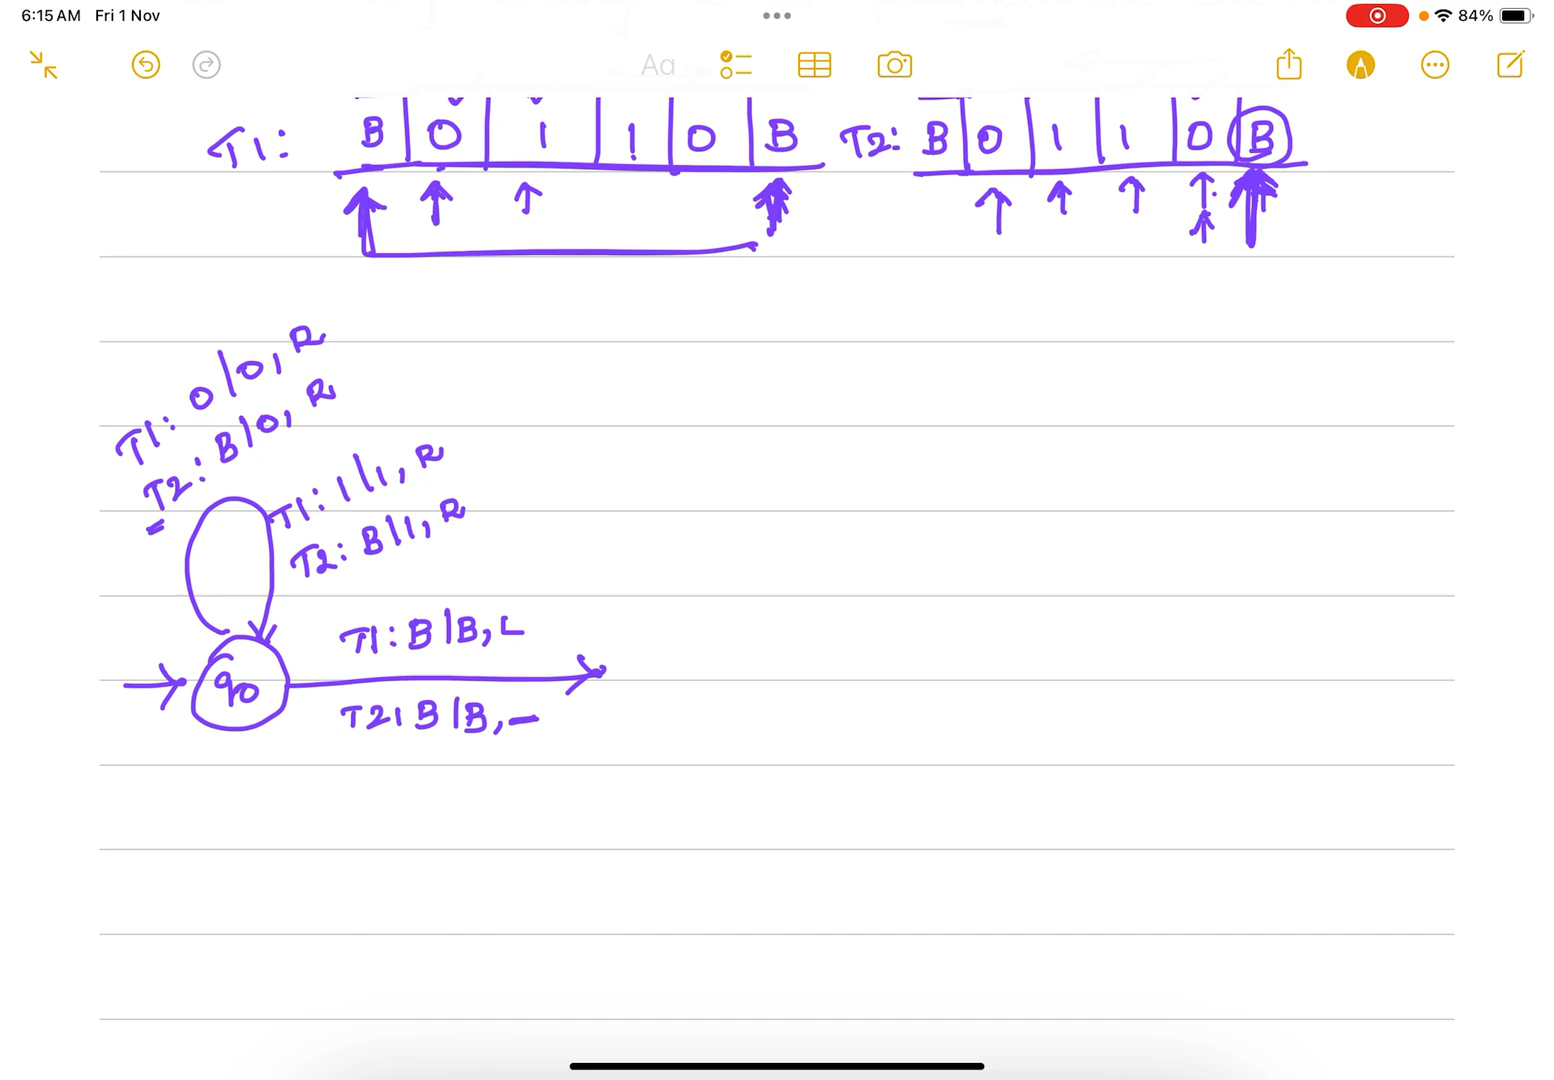 6:15 AM Fri 1 Nov
84%
Aa
T1: B 0 1 1 0 B T2: B 0 1 1 0 B
T1: 0/0, R
T2: B/0, R
T1: 1/1, R
T2: B/1, R
T1: B/B, L
q0
T2: B/B, -